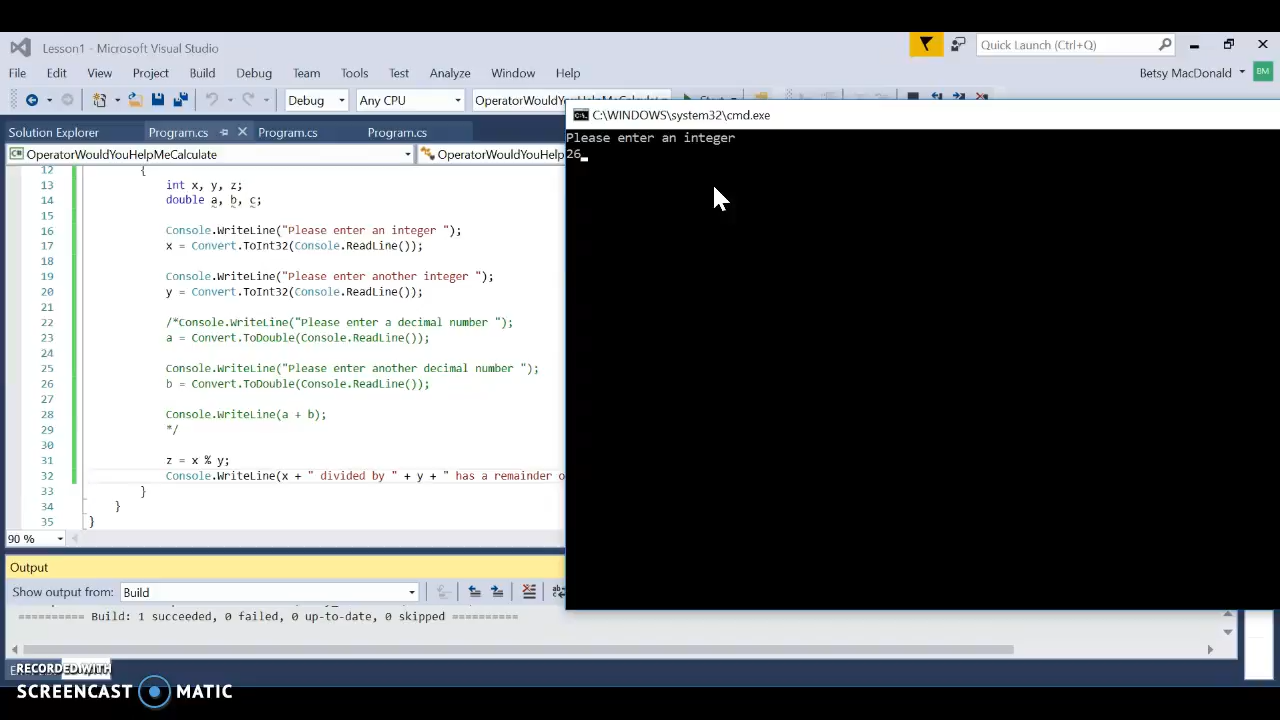 Lesson1 - Microsoft Visual Studio
Quick Launch (Ctrl+Q)
File Edit View Project Build Debug Team Tools Test Analyze Window Help
Betsy MacDonald BM
Debug Any CPU OperatorWouldYouHelpMeCalculate
Solution Explorer Program.cs Program.cs Program.cs
OperatorWouldYouHelpMeCalculate OperatorWouldYouHelp
12 {
13 int x, y, z;
14 double a, b, c;
15
16 Console.WriteLine("Please enter an integer ");
17 x = Convert.ToInt32(Console.ReadLine());
18
19 Console.WriteLine("Please enter another integer ");
20 y = Convert.ToInt32(Console.ReadLine());
21
22 /*Console.WriteLine("Please enter a decimal number ");
23 a = Convert.ToDouble(Console.ReadLine());
24
25 Console.WriteLine("Please enter another decimal number ");
26 b = Convert.ToDouble(Console.ReadLine());
27
28 Console.WriteLine(a + b);
29 */
30
31 z = x % y;
32 Console.WriteLine(x + " divided by " + y + " has a remainder o
33 }
34 }
35 }
90 %
C:\WINDOWS\system32\cmd.exe
Please enter an integer
26
Output
Show output from: Build
========== Build: 1 succeeded, 0 failed, 0 up-to-date, 0 skipped ==========
RECORDED WITH
SCREENCAST MATIC